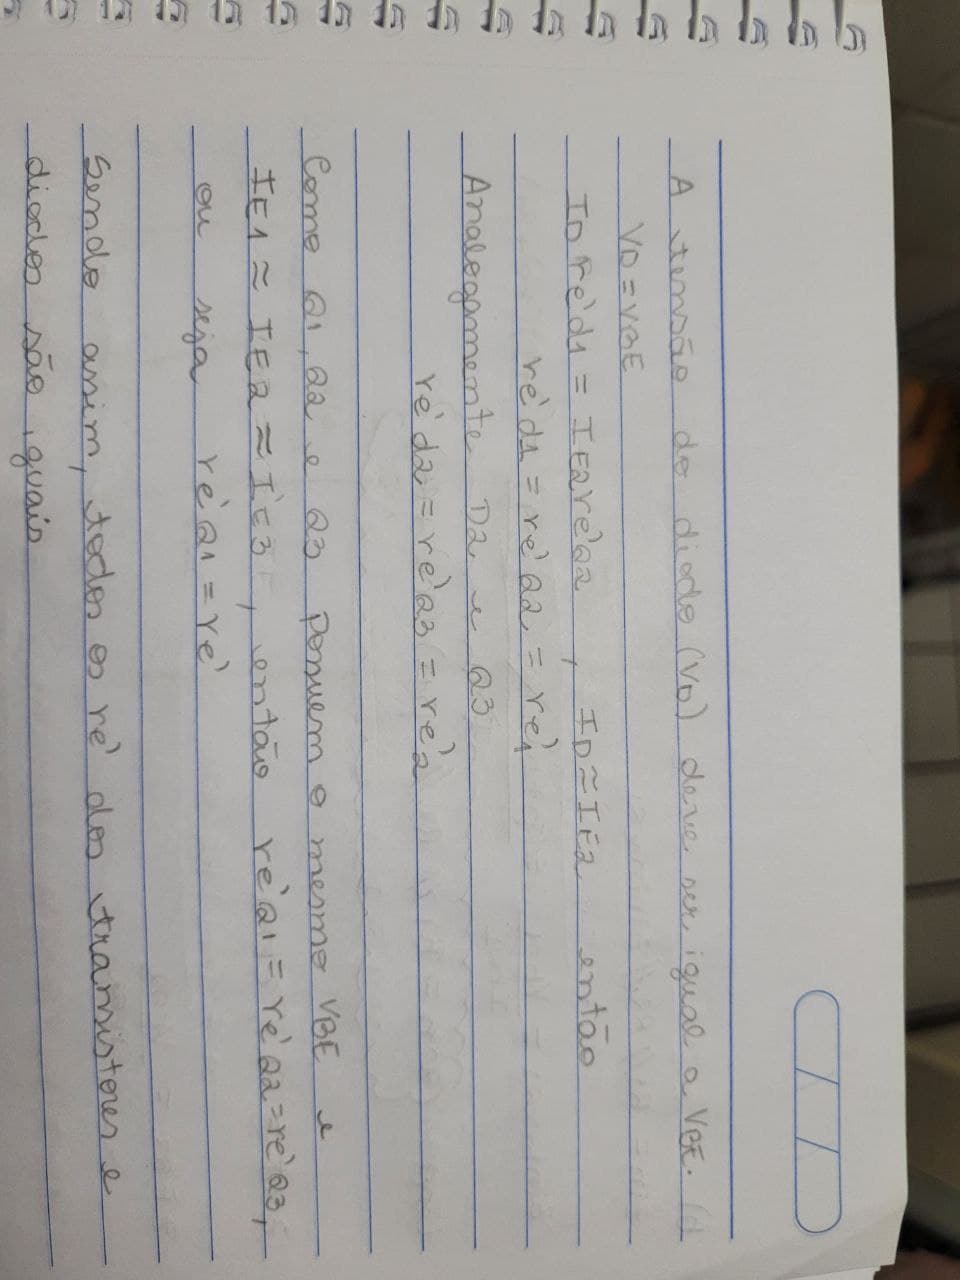 A tensão do diodo (VD) deve ser igual a VBE.
VD = VBE
ID re'd1 = IE2 re'Q2 , ID ≈ IE2 então
re'd1 = re'Q2 = re'1
Analogamente D2 e Q3
re'd2 = re'Q3 = re'2
Como Q1, Q2 e Q3 possuem o mesmo VBE e
IE1 ≈ IE2 ≈ IE3 , então re'Q1 = re'Q2 = re'Q3,
ou seja re'Q1 = re'
Sendo assim, todos os re' dos transistores e
diodos são iguais